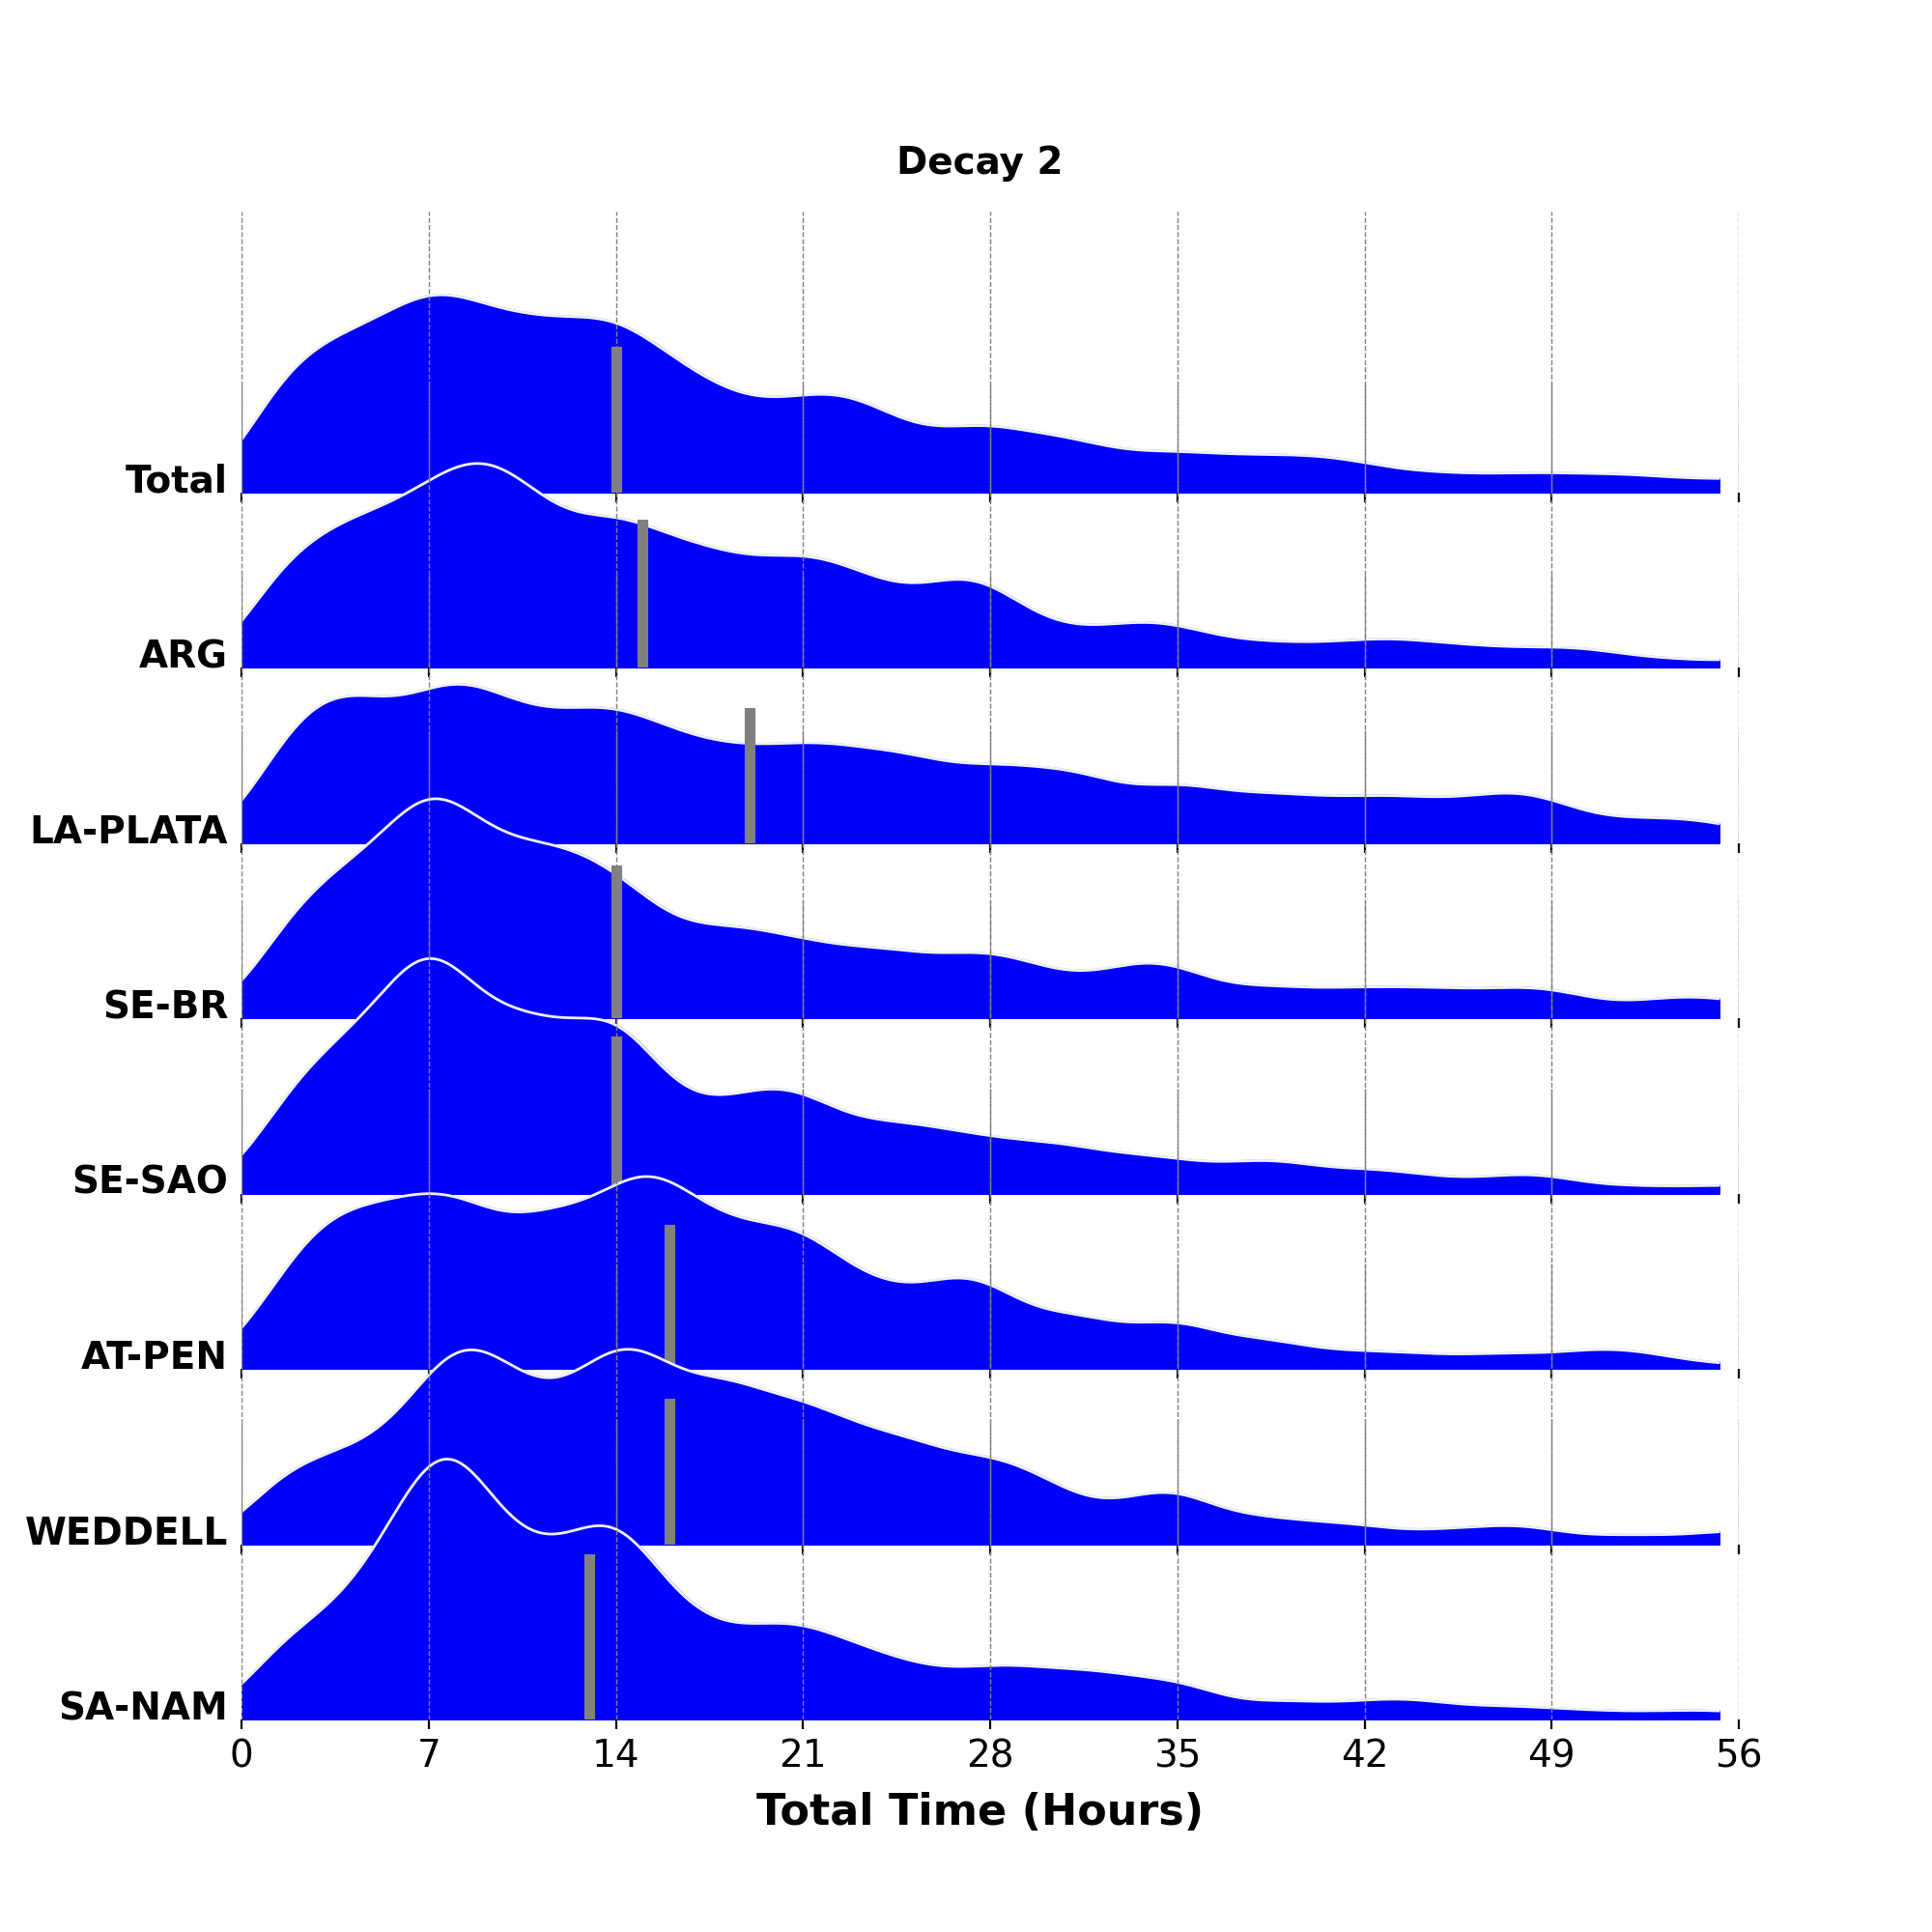 Decay 2
Total
ARG
LA-PLATA
SE-BR
SE-SAO
AT-PEN
WEDDELL
SA-NAM
0 7 14 21 28 35 42 49 56
Total Time (Hours)